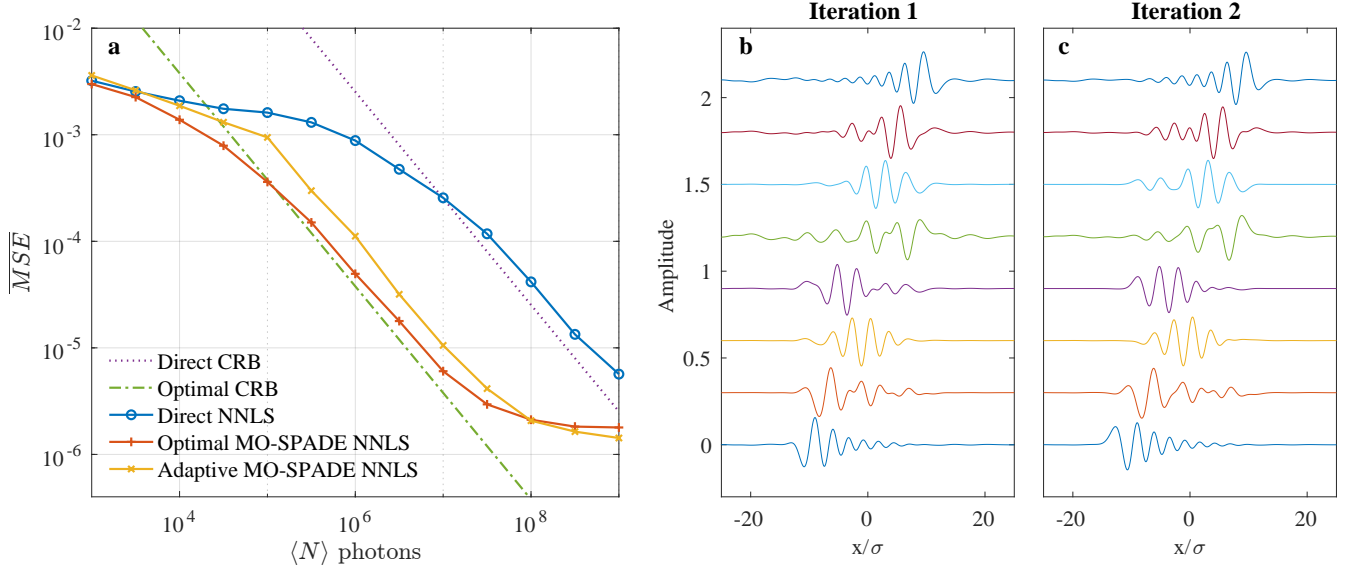 a
10^-2
10^-3
10^-4
10^-5
10^-6
\overline{MSE}
10^4
10^6
10^8
⟨N⟩ photons
Direct CRB
Optimal CRB
Direct NNLS
Optimal MO-SPADE NNLS
Adaptive MO-SPADE NNLS
Iteration 1
b
2
1.5
1
0.5
0
Amplitude
-20
0
20
x/σ
Iteration 2
c
-20
0
20
x/σ